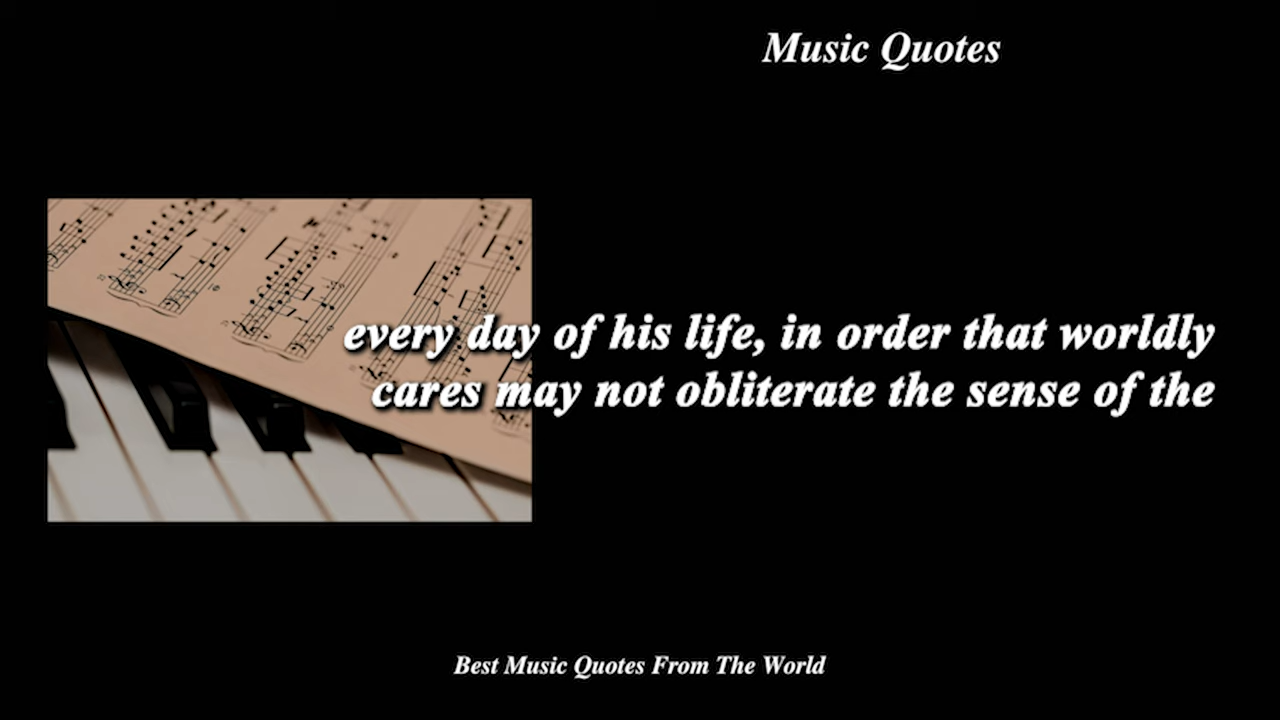 Music Quotes
every day of his life, in order that worldly
cares may not obliterate the sense of the
Best Music Quotes From The World